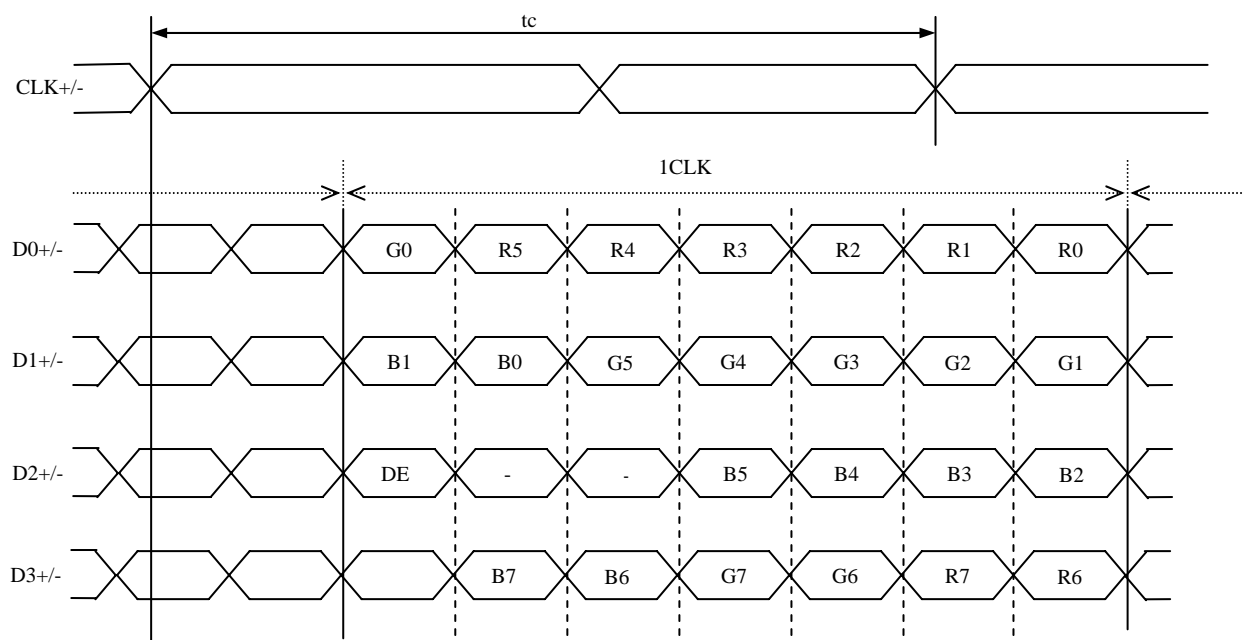 tc
CLK+/-
1CLK
D0+/- G0 R5 R4 R3 R2 R1 R0
D1+/- B1 B0 G5 G4 G3 G2 G1
D2+/- DE - - B5 B4 B3 B2
D3+/- B7 B6 G7 G6 R7 R6